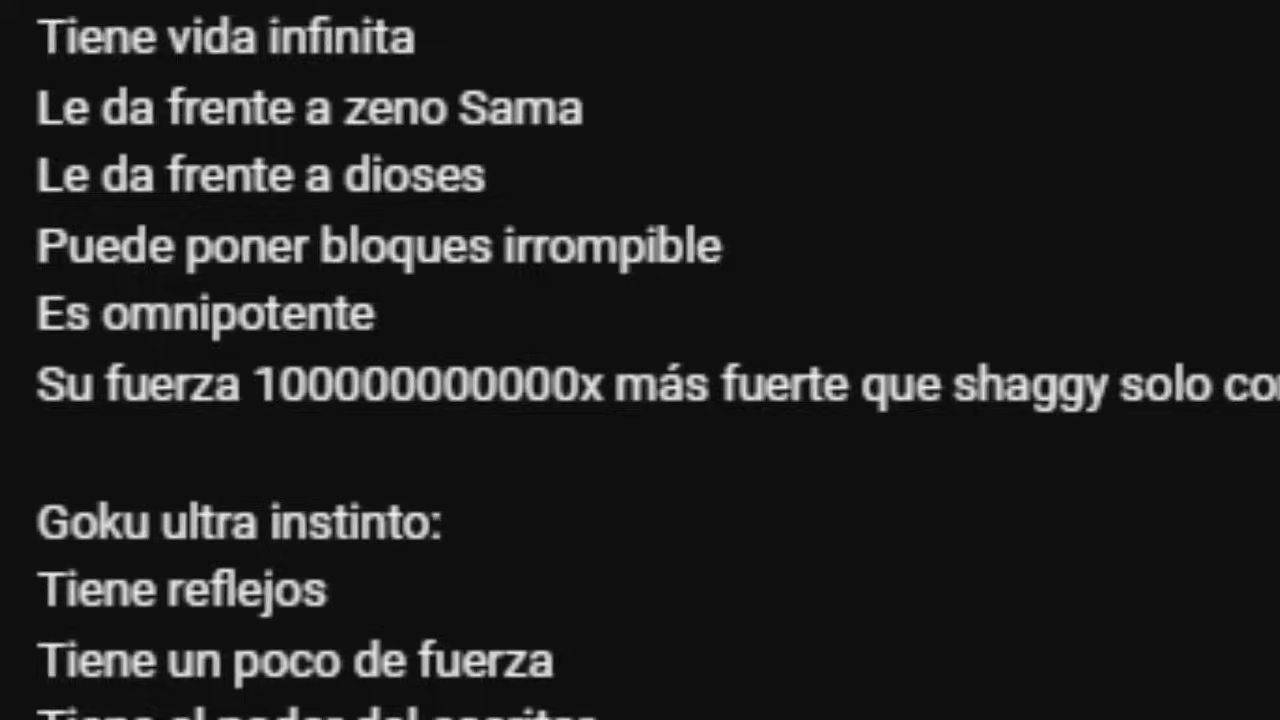 Tiene vida infinita
Le da frente a zeno Sama
Le da frente a dioses
Puede poner bloques irrompible
Es omnipotente
Su fuerza 100000000000x más fuerte que shaggy solo
Goku ultra instinto:
Tiene reflejos
Tiene un poco de fuerza